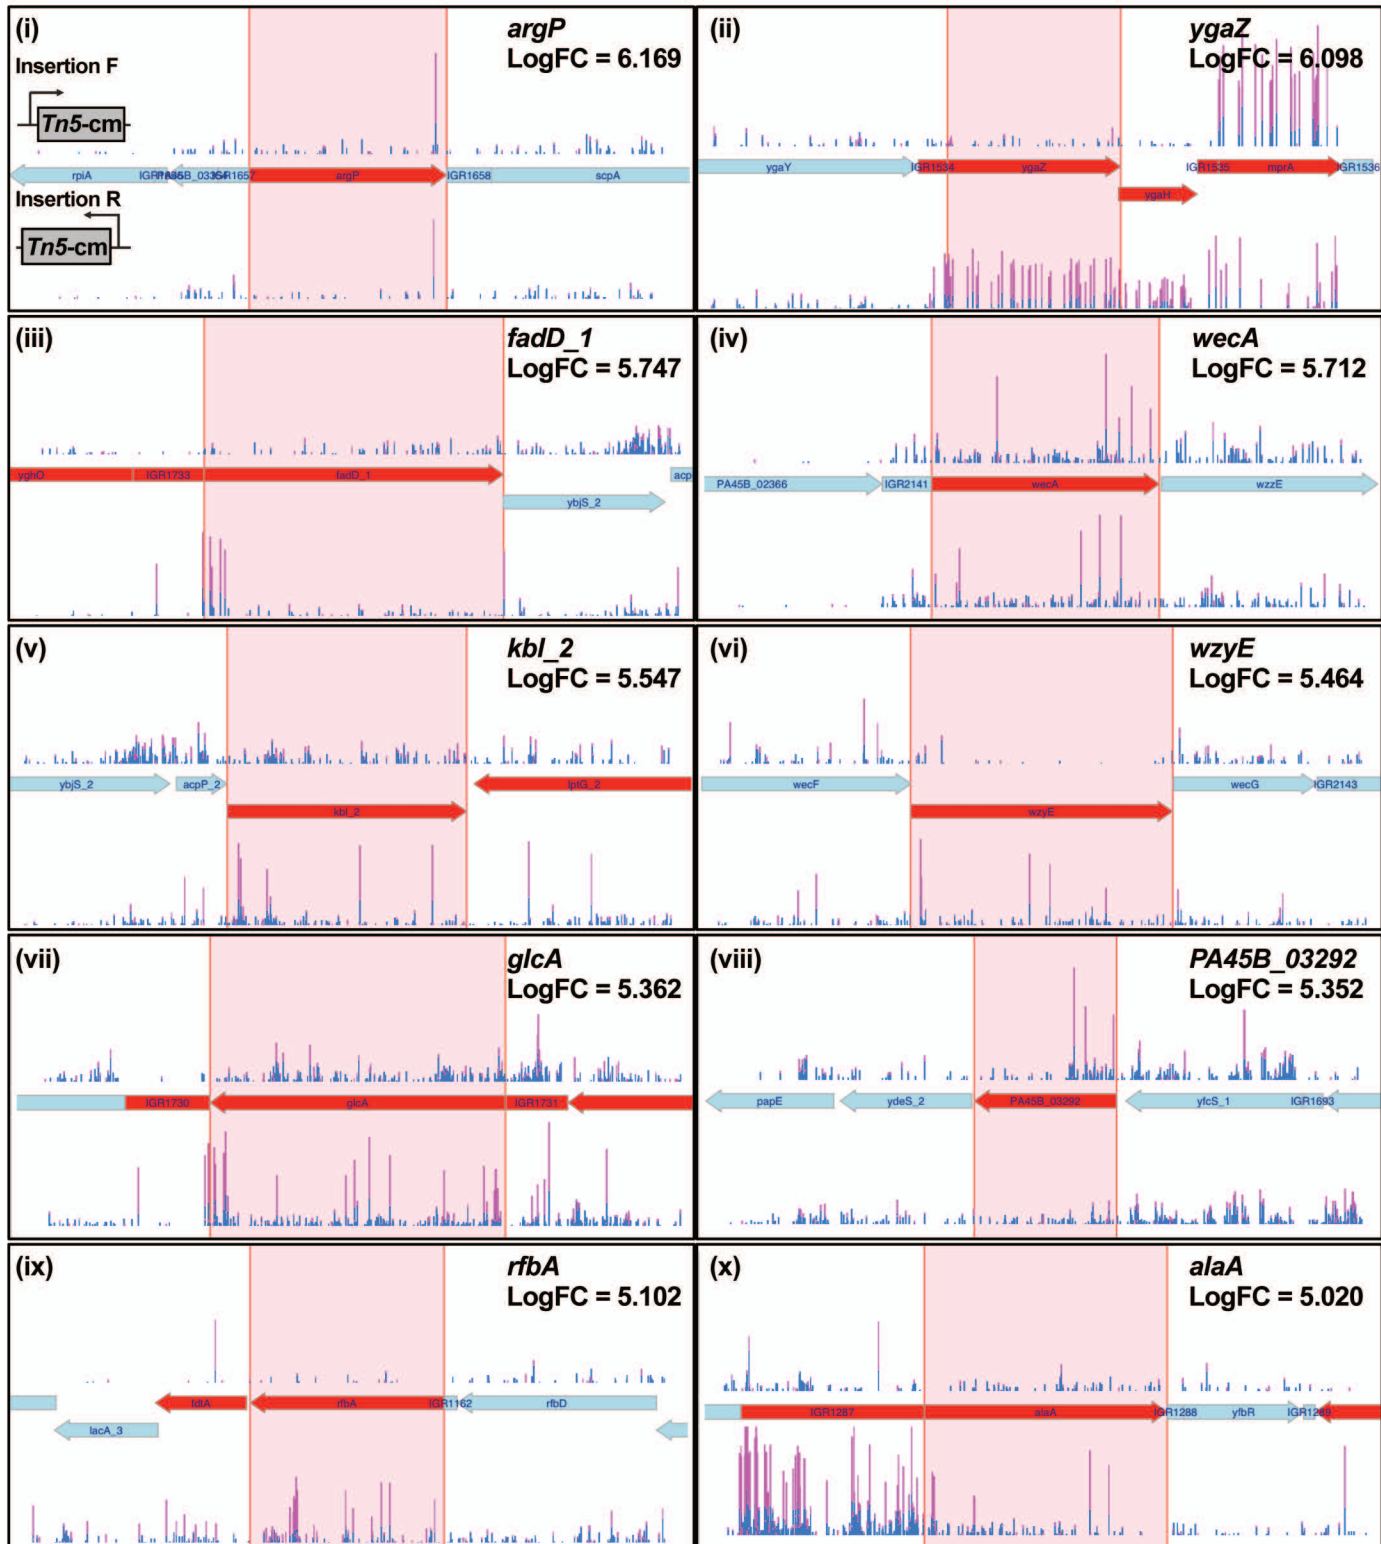 (i)
argP
LogFC = 6.169
Insertion F
Tn5-cm
rpiA
IGR1657
argP
IGR1658
scpA
Insertion R
Tn5-cm
(ii)
ygaZ
LogFC = 6.098
ygaY
IGR1534
ygaZ
ygaH
IGR1535
mprA
IGR1536
(iii)
fadD_1
LogFC = 5.747
yghO
IGR1733
fadD_1
ybjS_2
acp
(iv)
wecA
LogFC = 5.712
PA45B_02366
IGR2141
wecA
wzzE
(v)
kbl_2
LogFC = 5.547
ybjS_2
acpP_2
kbl_2
lptG_2
(vi)
wzyE
LogFC = 5.464
wecF
wzyE
wecG
IGR2143
(vii)
glcA
LogFC = 5.362
IGR1730
glcA
IGR1731
(viii)
PA45B_03292
LogFC = 5.352
papE
ydeS_2
PA45B_03292
yfcS_1
IGR1693
(ix)
rfbA
LogFC = 5.102
lacA_3
fdtA
rfbA
IGR1162
rfbD
(x)
alaA
LogFC = 5.020
IGR1287
alaA
IGR1288
yfbR
IGR1289